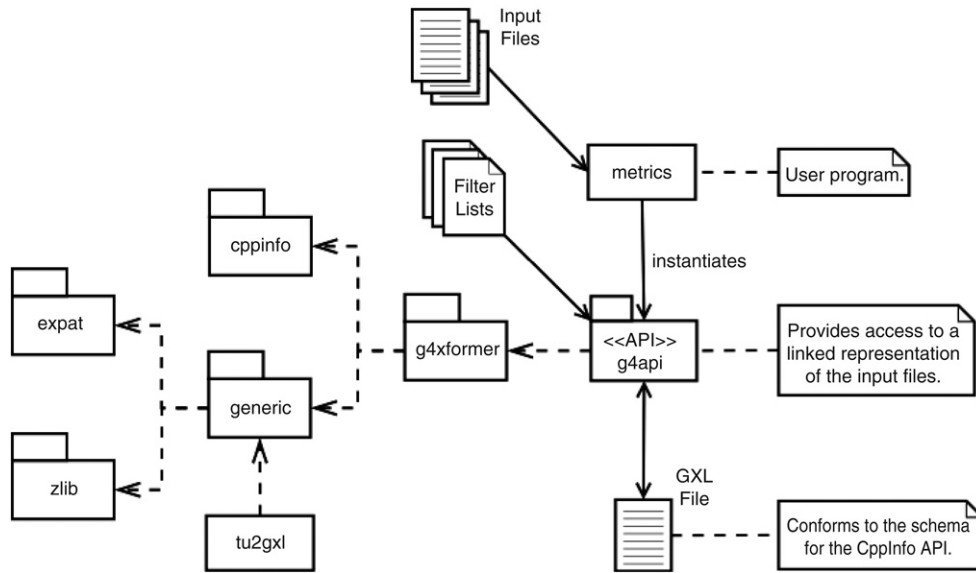 Input
Files
metrics
User program.
Filter
Lists
cppinfo
instantiates
expat
g4xformer
<<API>>
g4api
Provides access to a
linked representation
of the input files.
generic
zlib
GXL
File
tu2gxl
Conforms to the schema
for the CppInfo API.